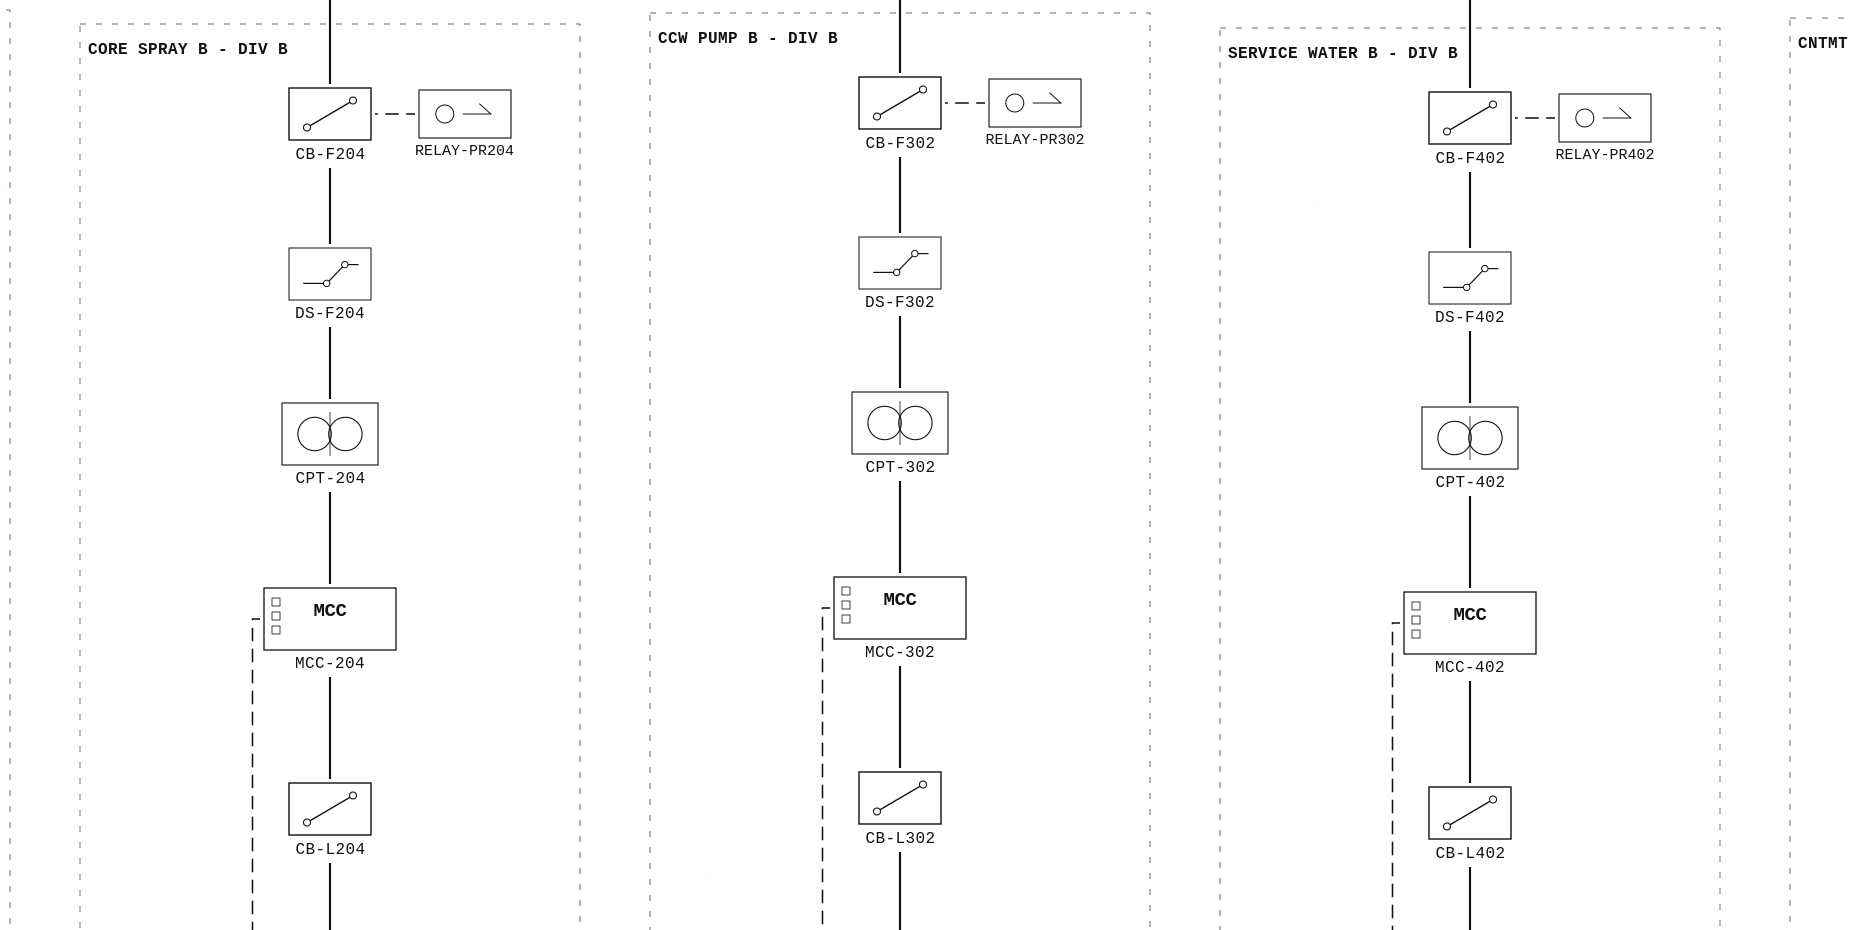 CORE SPRAY B - DIV B
CB-F204
RELAY-PR204
DS-F204
CPT-204
MCC
MCC-204
CB-L204
CCW PUMP B - DIV B
CB-F302
RELAY-PR302
DS-F302
CPT-302
MCC
MCC-302
CB-L302
SERVICE WATER B - DIV B
CB-F402
RELAY-PR402
DS-F402
CPT-402
MCC
MCC-402
CB-L402
CNTMT